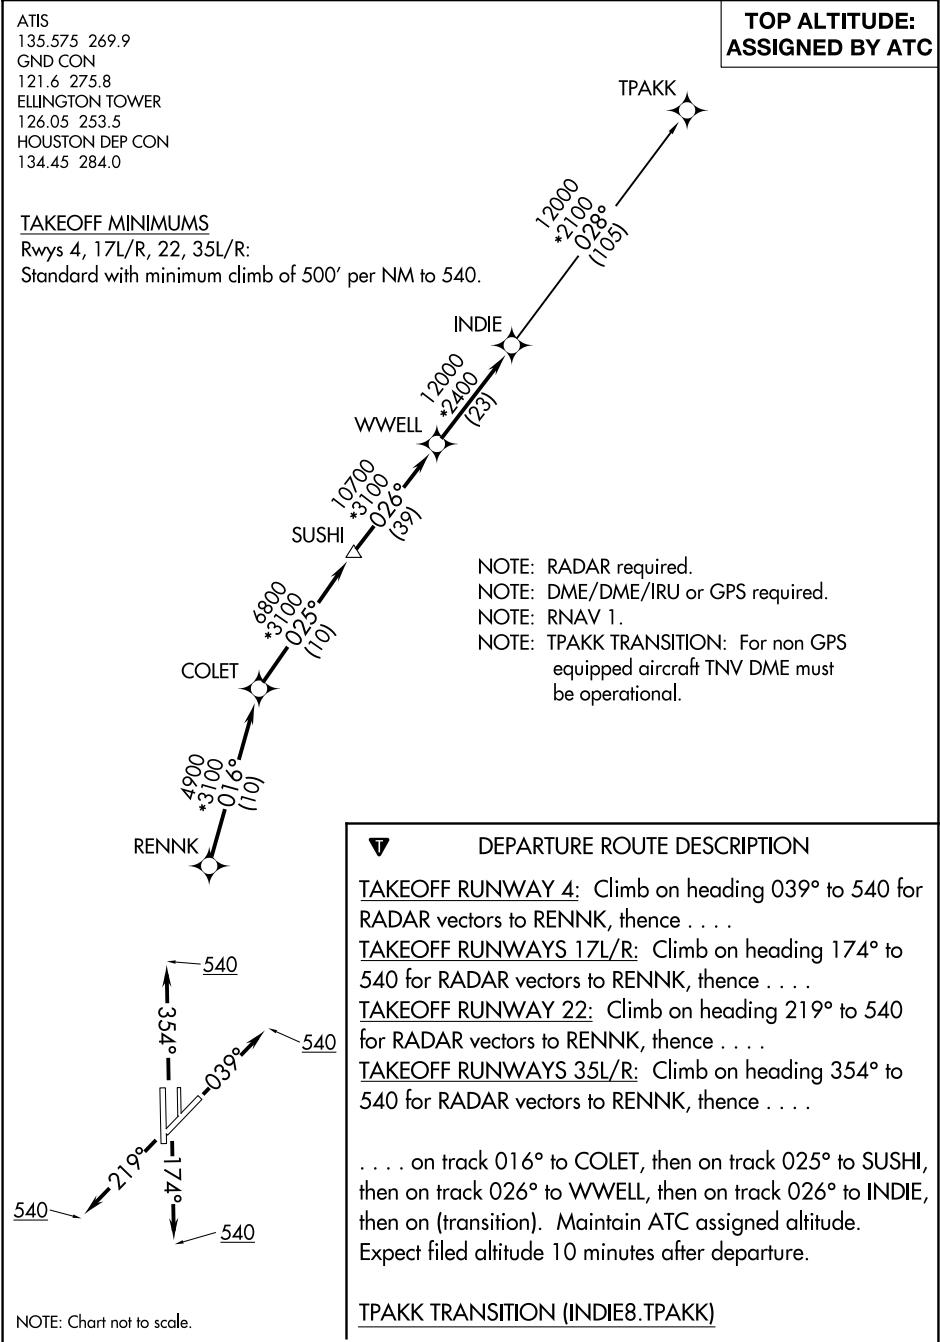 ATIS
135.575 269.9
GND CON
121.6 275.8
ELLINGTON TOWER
126.05 253.5
HOUSTON DEP CON
134.45 284.0
TOP ALTITUDE:
ASSIGNED BY ATC
TAKEOFF MINIMUMS
Rwys 4, 17L/R, 22, 35L/R:
Standard with minimum climb of 500' per NM to 540.
TPAKK
12000
*2100
028°
(105)
INDIE
12000
*2400
(23)
WWELL
10700
*3100
026°
(39)
SUSHI
6800
*3100
025°
(10)
COLET
4900
*3100
016°
(10)
RENNK
NOTE: RADAR required.
NOTE: DME/DME/IRU or GPS required.
NOTE: RNAV 1.
NOTE: TPAKK TRANSITION: For non GPS
equipped aircraft TNV DME must
be operational.
540
354°
039°
540
219°
174°
540
540
NOTE: Chart not to scale.
T
DEPARTURE ROUTE DESCRIPTION
TAKEOFF RUNWAY 4: Climb on heading 039° to 540 for
RADAR vectors to RENNK, thence . . . .
TAKEOFF RUNWAYS 17L/R: Climb on heading 174° to
540 for RADAR vectors to RENNK, thence . . . .
TAKEOFF RUNWAY 22: Climb on heading 219° to 540
for RADAR vectors to RENNK, thence . . . .
TAKEOFF RUNWAYS 35L/R: Climb on heading 354° to
540 for RADAR vectors to RENNK, thence . . . .
. . . . on track 016° to COLET, then on track 025° to SUSHI,
then on track 026° to WWELL, then on track 026° to INDIE,
then on (transition). Maintain ATC assigned altitude.
Expect filed altitude 10 minutes after departure.
TPAKK TRANSITION (INDIE8.TPAKK)